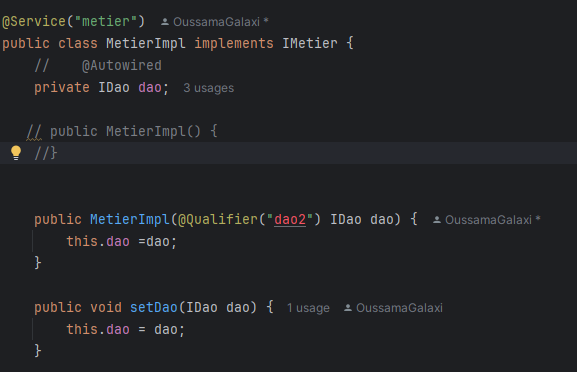 @Service("metier") OussamaGalaxi *
public class MetierImpl implements IMetier {
//    @Autowired
private IDao dao; 3 usages
// public MetierImpl() {
//}
public MetierImpl(@Qualifier("dao2") IDao dao) { OussamaGalaxi *
this.dao =dao;
}
public void setDao(IDao dao) { 1 usage OussamaGalaxi
this.dao = dao;
}